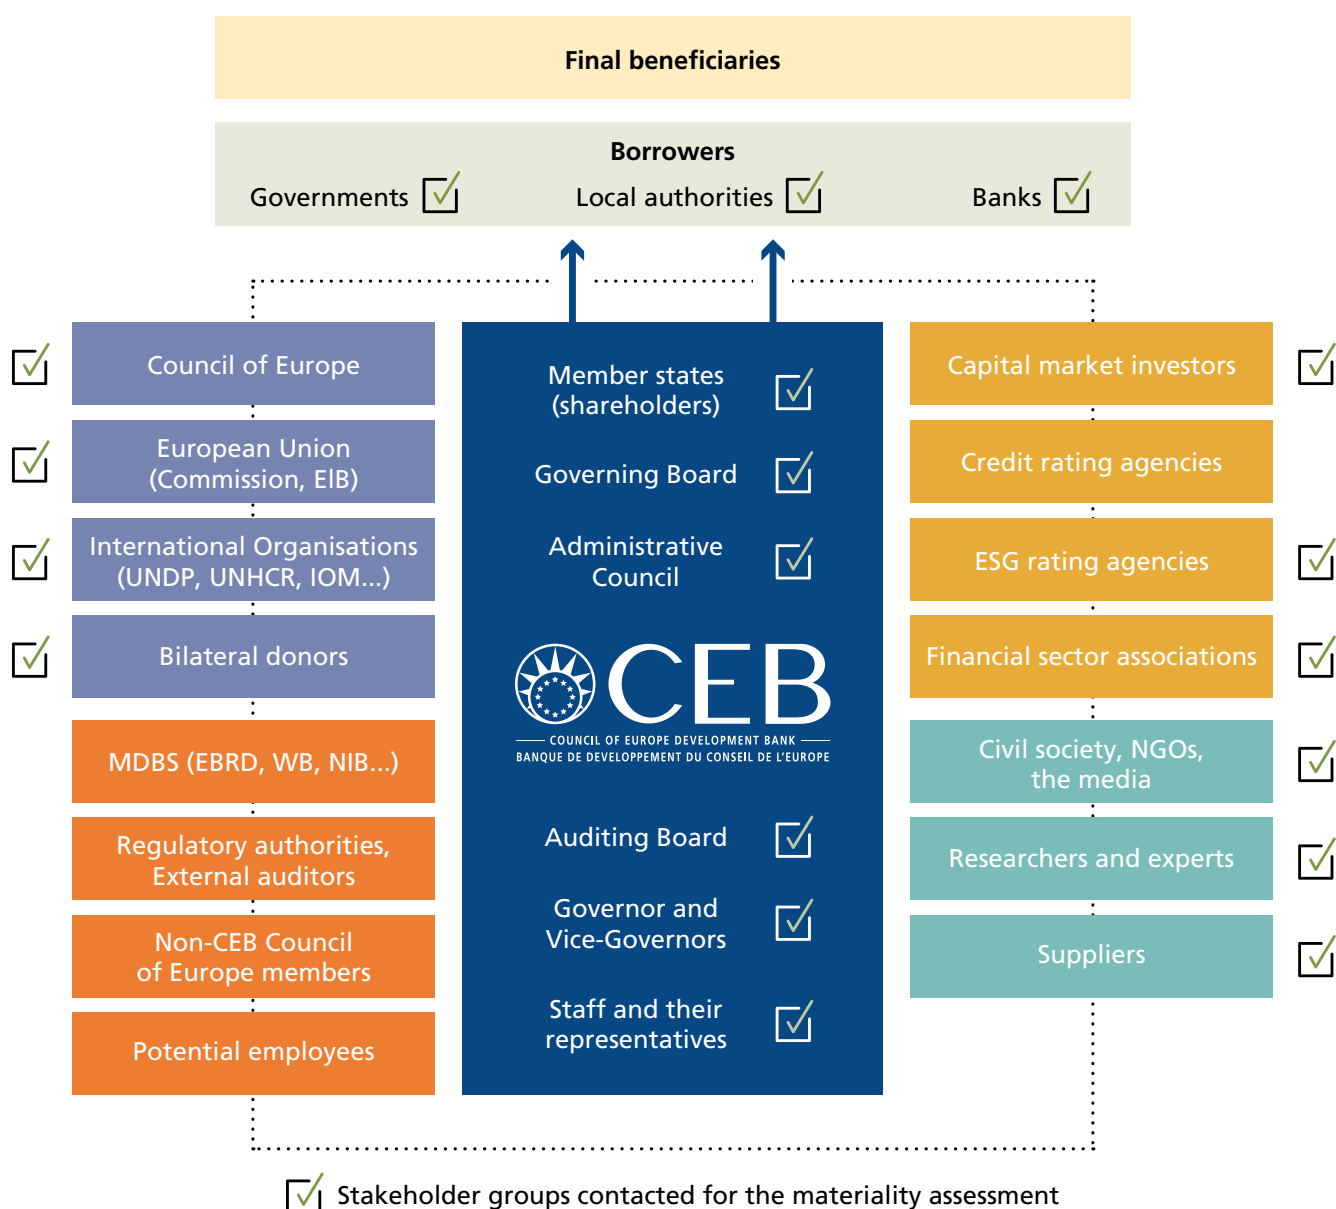 Final beneficiaries
Borrowers
Governments
Local authorities
Banks
Council of Europe
European Union
(Commission, EIB)
International Organisations
(UNDP, UNHCR, IOM...)
Bilateral donors
MDBS (EBRD, WB, NIB...)
Regulatory authorities,
External auditors
Non-CEB Council
of Europe members
Potential employees
Member states
(shareholders)
Governing Board
Administrative
Council
CEB
COUNCIL OF EUROPE DEVELOPMENT BANK
BANQUE DE DEVELOPPEMENT DU CONSEIL DE L'EUROPE
Auditing Board
Governor and
Vice-Governors
Staff and their
representatives
Capital market investors
Credit rating agencies
ESG rating agencies
Financial sector associations
Civil society, NGOs,
the media
Researchers and experts
Suppliers
Stakeholder groups contacted for the materiality assessment